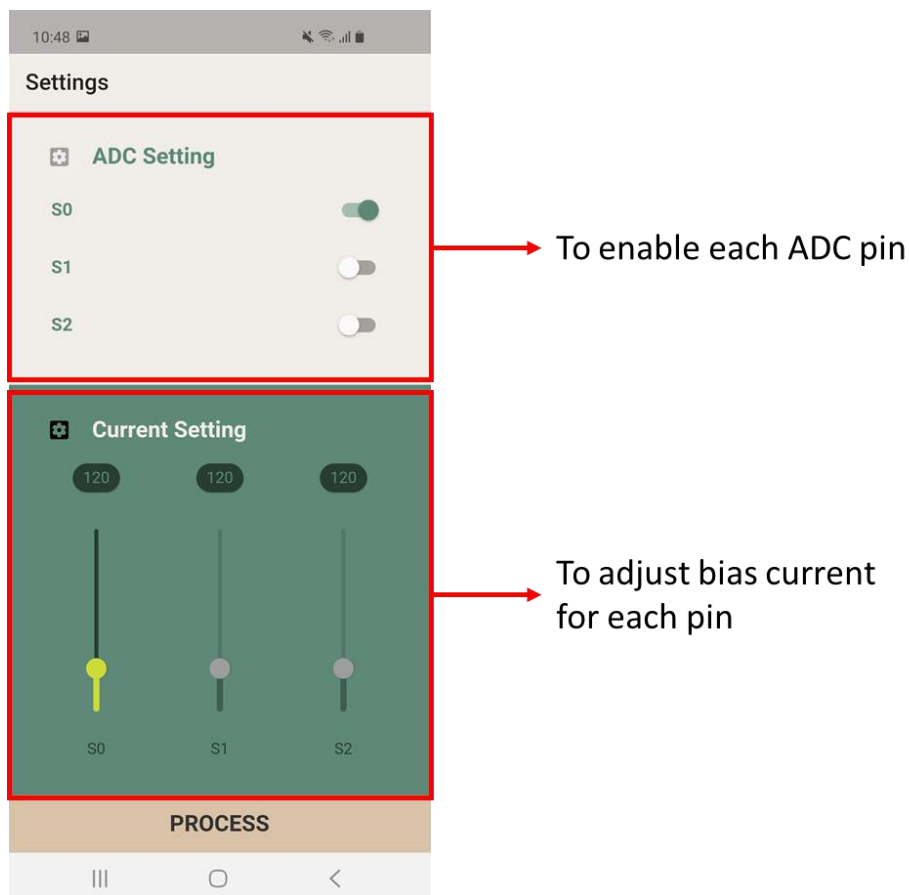 10:48
Settings
ADC Setting
S0
S1
S2
To enable each ADC pin
Current Setting
120 120 120
To adjust bias current
for each pin
S0 S1 S2
PROCESS